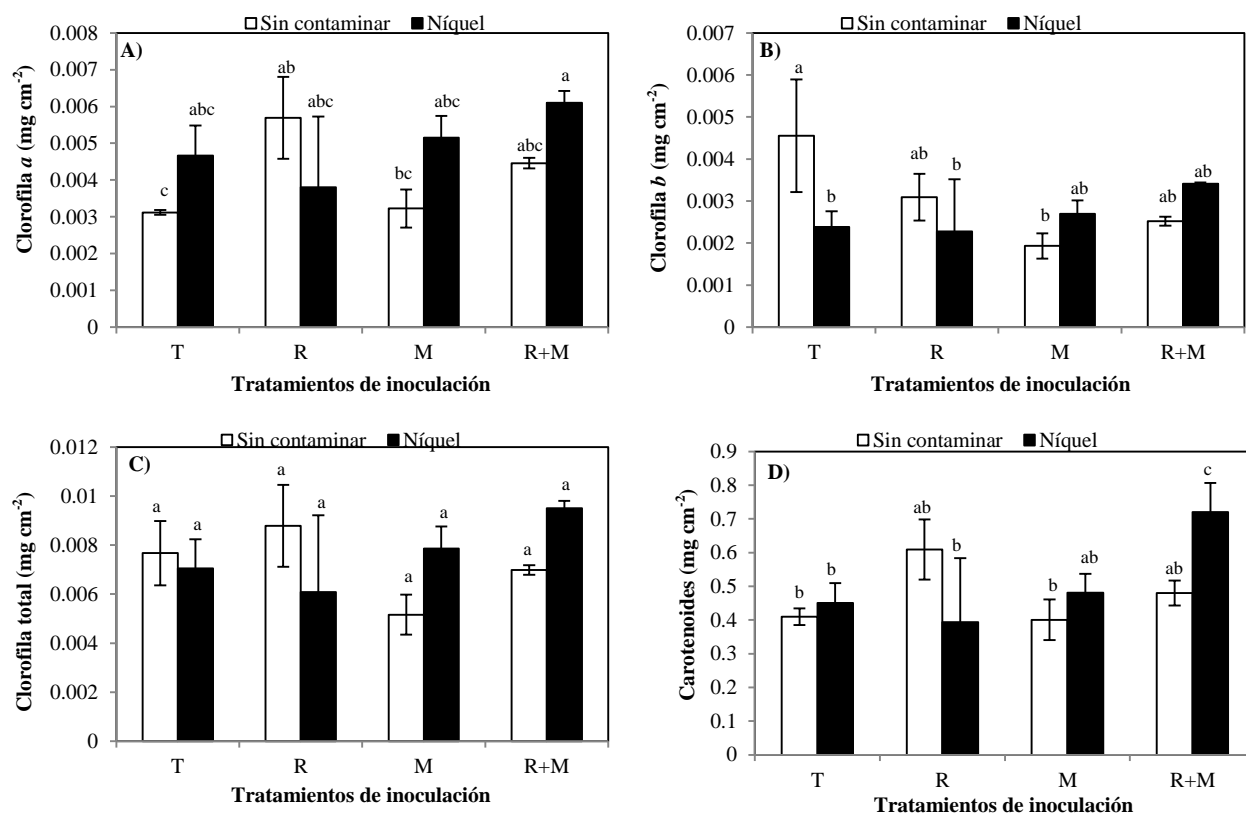 Sin contaminar Níquel
A)
0.008
0.007
0.006
0.005
0.004
0.003
0.002
0.001
0
Clorofila a (mg cm-2)
c abc ab abc bc abc abc a
T R M R+M
Tratamientos de inoculación
Sin contaminar Níquel
B)
0.007
0.006
0.005
0.004
0.003
0.002
0.001
0
Clorofila b (mg cm-2)
a b ab b b ab ab ab
T R M R+M
Tratamientos de inoculación
Sin contaminar Níquel
C)
0.012
0.01
0.008
0.006
0.004
0.002
0
Clorofila total (mg cm-2)
a a a a a a a a
T R M R+M
Tratamientos de inoculación
Sin contaminar Níquel
D)
0.9
0.8
0.7
0.6
0.5
0.4
0.3
0.2
0.1
0
Carotenoides (mg cm-2)
b b ab b b ab ab c
T R M R+M
Tratamientos de inoculación